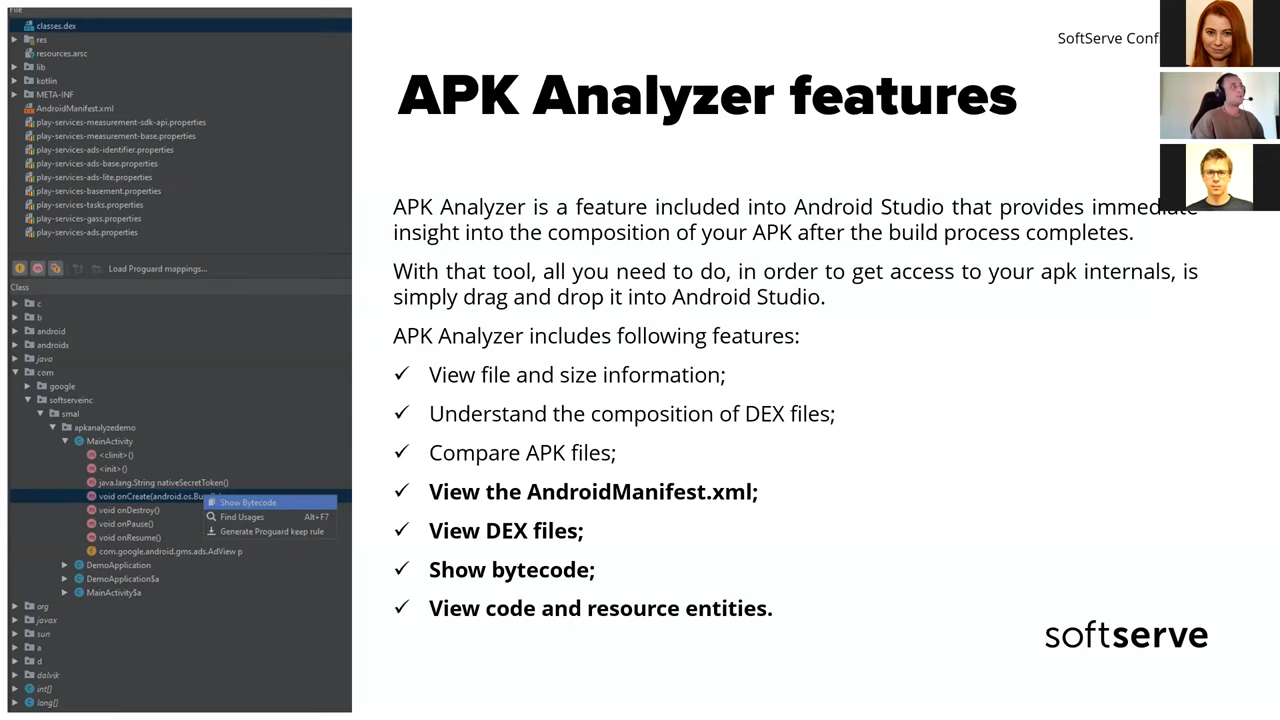 File
classes.dex
res
resources.arsc
lib
kotlin
META-INF
AndroidManifest.xml
play-services-measurement-sdk-api.properties
play-services-measurement-base.properties
play-services-ads-identifier.properties
play-services-ads-base.properties
play-services-ads-lite.properties
play-services-basement.properties
play-services-tasks.properties
play-services-gass.properties
play-services-ads.properties
Load Proguard mappings...
Class
c
b
android
androidx
java
com
google
softserveinc
smal
apkanalyzedemo
MainActivity
<clinit>()
<init>()
java.lang.String nativeSecretToken()
void onCreate(android.os.Bu
Show Bytecode
void onDestroy()
Find Usages Alt+F7
void onPause()
Generate Proguard keep rule
void onResume()
com.google.android.gms.ads.AdView p
DemoApplication
DemoApplication$a
MainActivity$a
org
javax
sun
a
d
dalvik
int[]
long[]
SoftServe Conf
APK Analyzer features
APK Analyzer is a feature included into Android Studio that provides immediate
insight into the composition of your APK after the build process completes.
With that tool, all you need to do, in order to get access to your apk internals, is
simply drag and drop it into Android Studio.
APK Analyzer includes following features:
✓ View file and size information;
✓ Understand the composition of DEX files;
✓ Compare APK files;
✓ View the AndroidManifest.xml;
✓ View DEX files;
✓ Show bytecode;
✓ View code and resource entities.
softserve